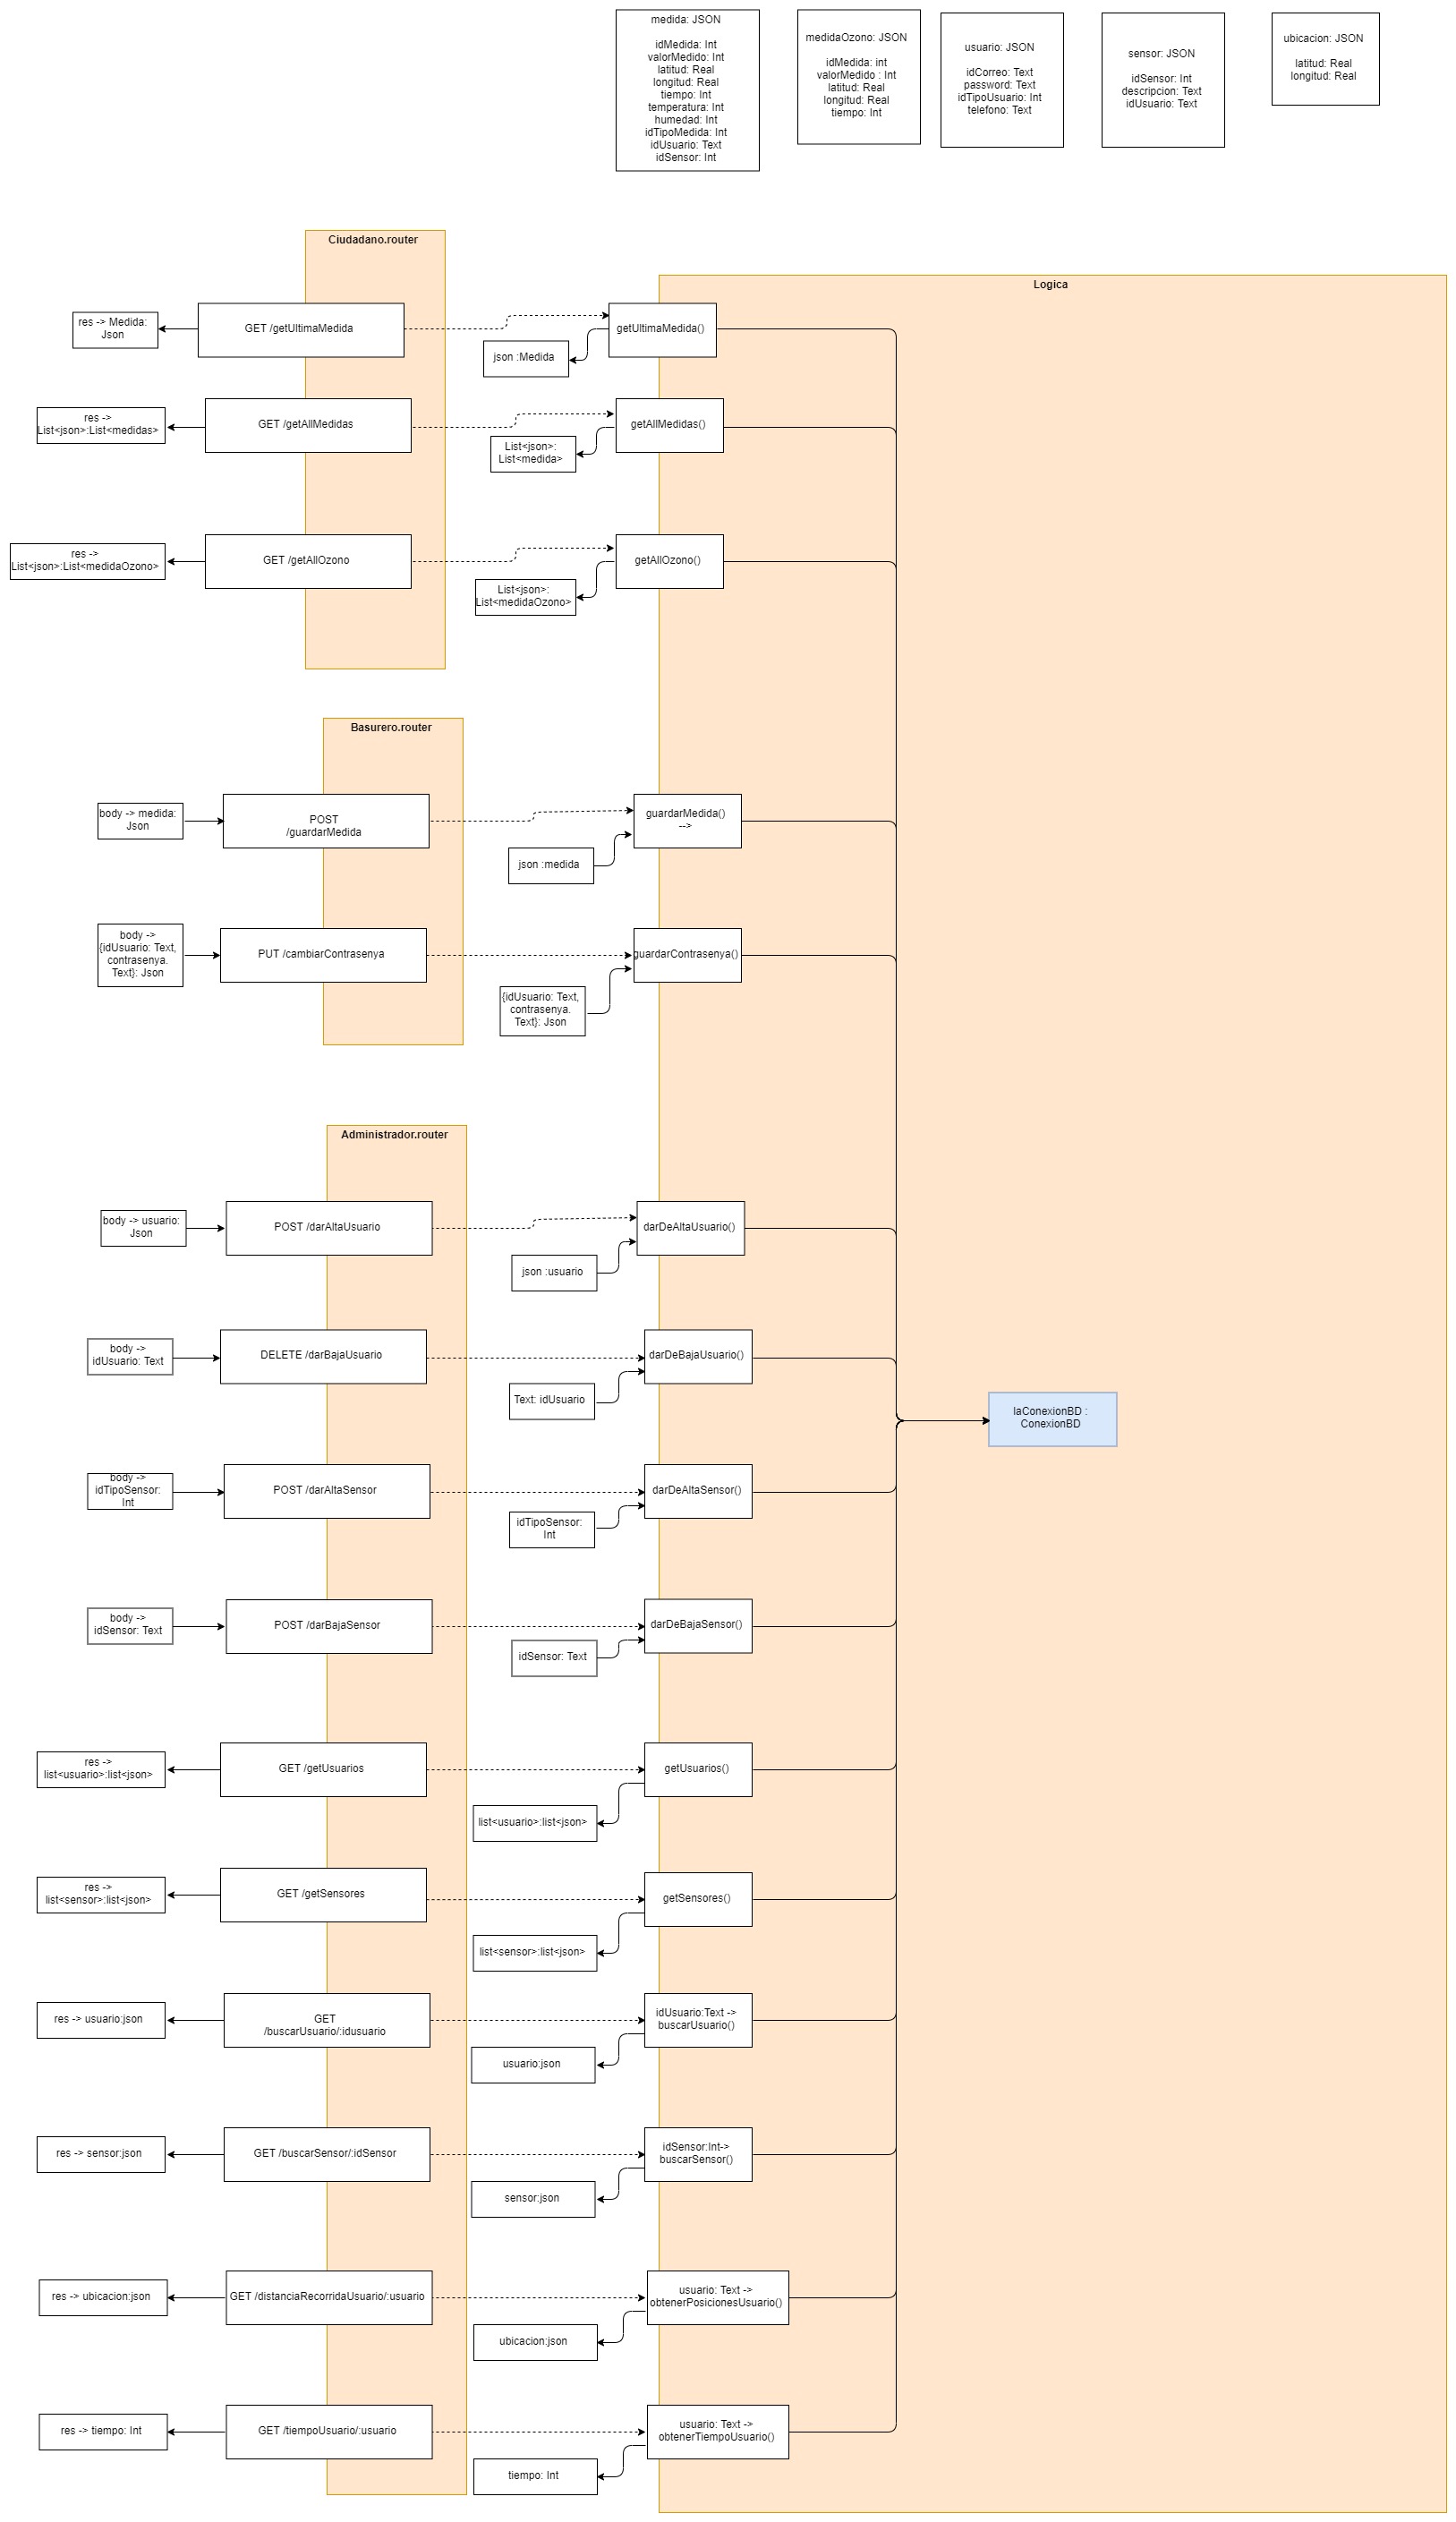 medida: JSON
idMedida: Int
valorMedido: Int
latitud: Real
longitud: Real
tiempo: Int
temperatura: Int
humedad: Int
idTipoMedida: Int
idUsuario: Text
idSensor: Int
medidaOzono: JSON
idMedida: int
valorMedido : Int
latitud: Real
longitud: Real
tiempo: Int
usuario: JSON
idCorreo: Text
password: Text
idTipoUsuario: Int
telefono: Text
sensor: JSON
idSensor: Int
descripcion: Text
idUsuario: Text
ubicacion: JSON
latitud: Real
longitud: Real
Ciudadano.router
Logica
res -> Medida:
Json
GET /getUltimaMedida
getUltimaMedida()
json :Medida
res ->
List<json>:List<medidas>
GET /getAllMedidas
getAllMedidas()
List<json>:
List<medida>
res ->
List<json>:List<medidaOzono>
GET /getAllOzono
getAllOzono()
List<json>:
List<medidaOzono>
Basurero.router
body -> medida:
Json
POST
/guardarMedida
guardarMedida()
-->
json :medida
body ->
{idUsuario: Text,
contrasenya.
Text}: Json
PUT /cambiarContrasenya
guardarContrasenya()
{idUsuario: Text,
contrasenya.
Text}: Json
Administrador.router
body -> usuario:
Json
POST /darAltaUsuario
darDeAltaUsuario()
json :usuario
body ->
idUsuario: Text
DELETE /darBajaUsuario
darDeBajaUsuario()
Text: idUsuario
laConexionBD :
ConexionBD
body ->
idTipoSensor:
Int
POST /darAltaSensor
darDeAltaSensor()
idTipoSensor:
Int
body ->
idSensor: Text
POST /darBajaSensor
darDeBajaSensor()
idSensor: Text
res ->
list<usuario>:list<json>
GET /getUsuarios
getUsuarios()
list<usuario>:list<json>
res ->
list<sensor>:list<json>
GET /getSensores
getSensores()
list<sensor>:list<json>
res -> usuario:json
GET
/buscarUsuario/:idusuario
idUsuario:Text ->
buscarUsuario()
usuario:json
res -> sensor:json
GET /buscarSensor/:idSensor
idSensor:Int->
buscarSensor()
sensor:json
res -> ubicacion:json
GET /distanciaRecorridaUsuario/:usuario
usuario: Text ->
obtenerPosicionesUsuario()
ubicacion:json
res -> tiempo: Int
GET /tiempoUsuario/:usuario
usuario: Text ->
obtenerTiempoUsuario()
tiempo: Int